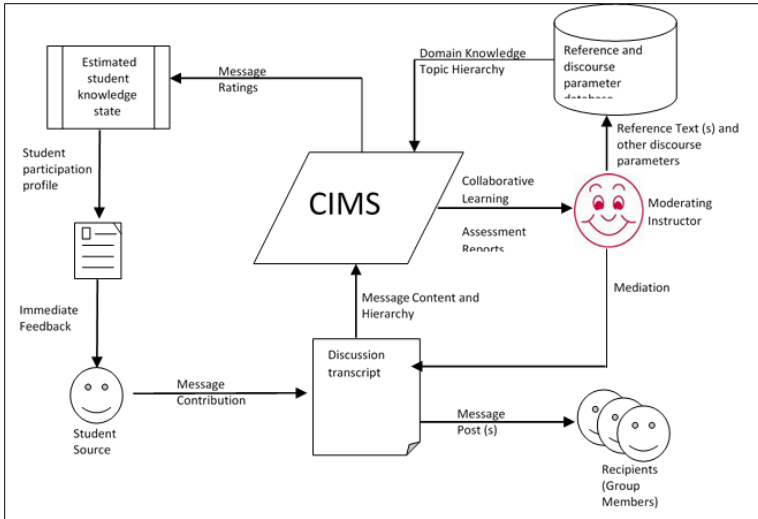 Estimated
student
knowledge
state
Message
Ratings
Domain Knowledge
Topic Hierarchy
Reference and
discourse
parameter
database
Student
participation
profile
Reference Text (s) and
other discourse
parameters
CIMS
Collaborative
Learning
Assessment
Reports
Moderating
Instructor
Immediate
Feedback
Message Content and
Hierarchy
Mediation
Discussion
transcript
Message
Contribution
Student
Source
Message
Post (s)
Recipients
(Group
Members)